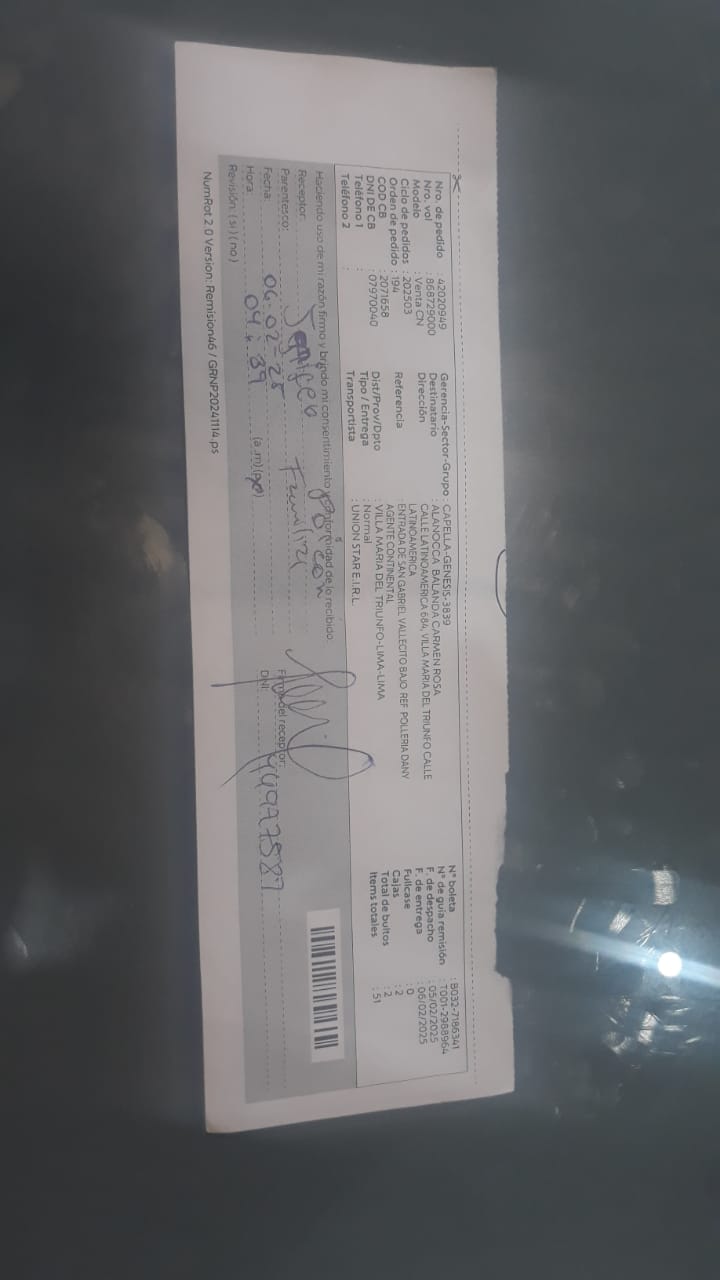 Nro. de pedido : 42020949
Nro. vol : 868729000
Modelo : Venta CN
Ciclo de pedidos : 202503
Orden de pedido : 194
COD CB : 2071658
DNI DE CB : 07970040
Teléfono 1 :
Teléfono 2 :
Gerencia-Sector-Grupo : CAPELLA-GENESIS-3839
Destinatario : ALANOCCA BALANDA CARMEN ROSA
Dirección : CALLE LATINOAMERICA 684, VILLA MARIA DEL TRIUNFO CALLE
LATINOAMERICA
Referencia : ENTRADA DE SAN GABRIEL VALLECITO BAJO REF POLLERIA DANY
AGENTE CONTINENTAL
Dist/Prov/Dpto : VILLA MARIA DEL TRIUNFO-LIMA-LIMA
Tipo / Entrega : Normal
Transportista : UNION STAR E.I.R.L.
N° boleta : B032-7186341
N° de guía remisión : T001-2988964
F. de despacho : 05/02/2025
F. de entrega : 06/02/2025
Fullcase : 0
Cajas : 2
Total de bultos : 2
Items totales : 51
Haciendo uso de mi razón firmo y brindo mi consentimiento y conformidad de lo recibido
Receptor:
Parentesco: Familiar
Firma del receptor:
Fecha: 06-02-25
DNI: 44977587
Hora: 04:39 (a.m)(p.)
Revisión: (si) (no)
NumRot 2 0 Version: Remision46 / GRNP20241114.ps